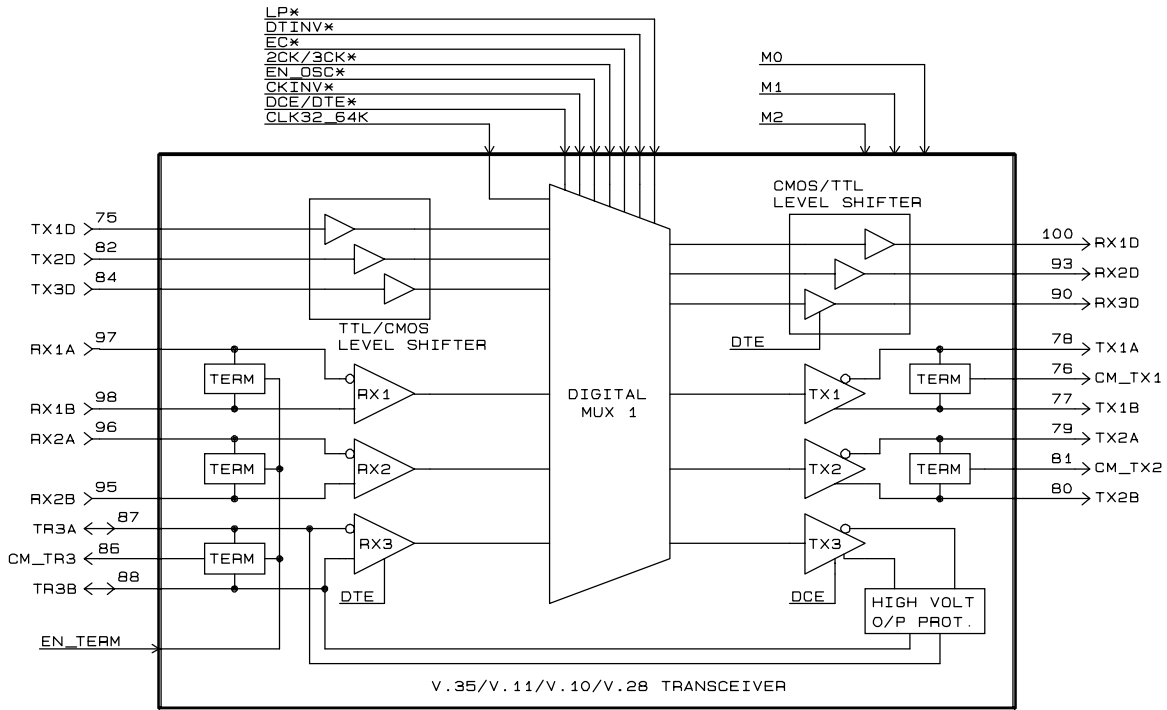 LP*
DTINV*
EC*
2CK/3CK*
EN_OSC*
CKINV*
DCE/DTE*
CLK32_64K
M0
M1
M2
TX1D
75
TX2D
82
TX3D
84
TTL/CMOS
LEVEL SHIFTER
CMOS/TTL
LEVEL SHIFTER
100
RX1D
93
RX2D
90
RX3D
DTE
RX1A
97
TERM
RX1
RX1B
98
RX2A
96
TERM
RX2
RX2B
95
TR3A
87
CM_TR3
86
TERM
RX3
TR3B
88
DTE
EN_TERM
DIGITAL
MUX 1
TX1
TERM
78
TX1A
76
CM_TX1
77
TX1B
TX2
TERM
79
TX2A
81
CM_TX2
80
TX2B
TX3
DCE
HIGH VOLT
O/P PROT.
V.35/V.11/V.10/V.28 TRANSCEIVER